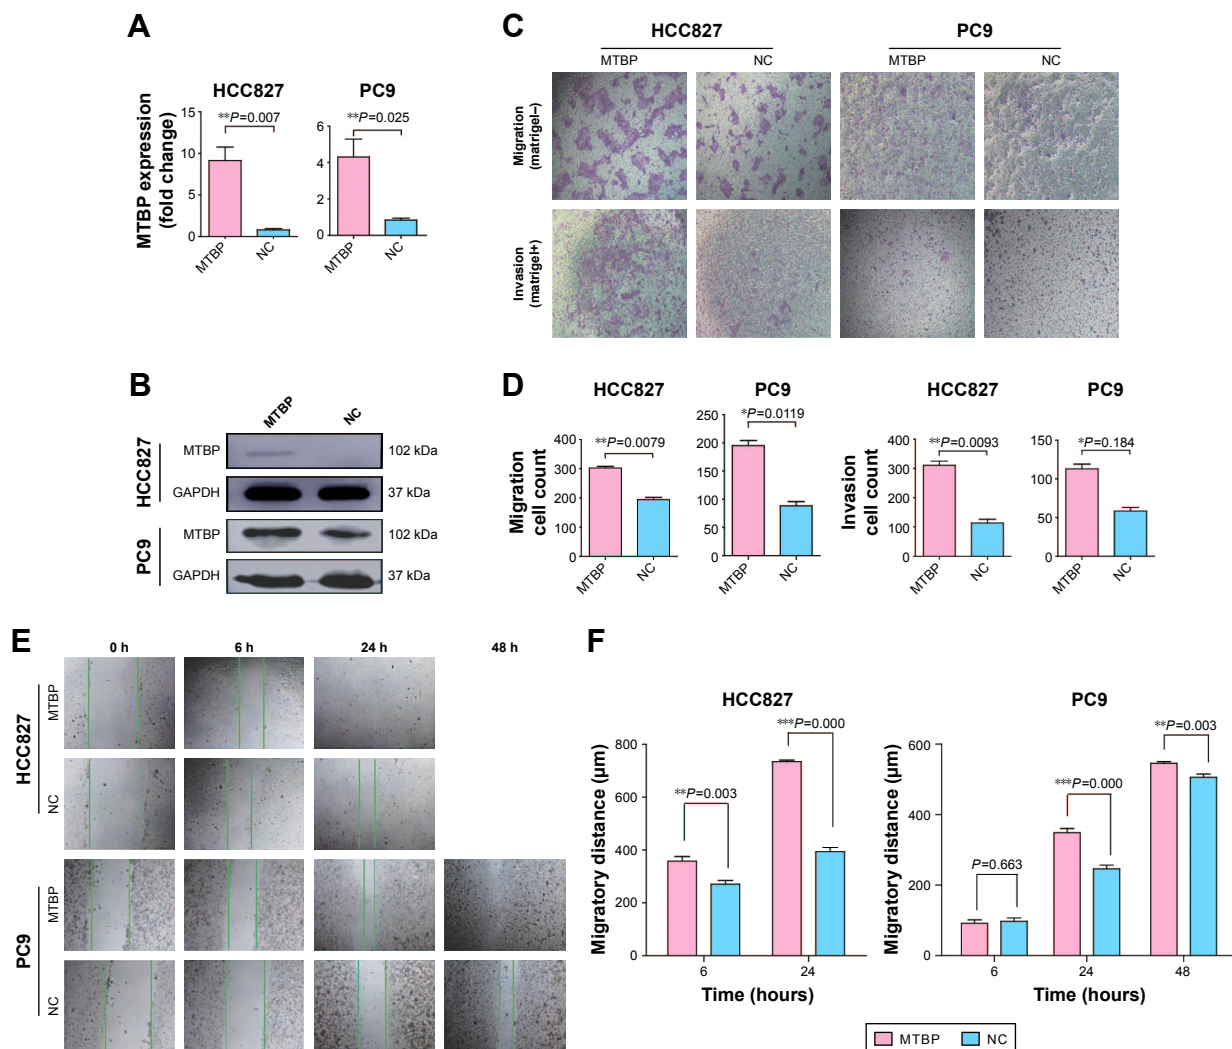 A
HCC827
PC9
MTBP expression
(fold change)
**P=0.007
**P=0.025
15
10
5
0
6
4
2
0
MTBP
NC
MTBP
NC
B
MTBP
NC
HCC827
MTBP
102 kDa
GAPDH
37 kDa
PC9
MTBP
102 kDa
GAPDH
37 kDa
C
HCC827
PC9
MTBP
NC
MTBP
NC
Migration
(matrigel–)
Invasion
(matrigel+)
D
HCC827
PC9
HCC827
PC9
Migration
cell count
400
300
200
100
0
**P=0.0079
MTBP
NC
250
200
150
100
50
0
*P=0.0119
MTBP
NC
Invasion
cell count
400
300
200
100
0
**P=0.0093
MTBP
NC
150
100
50
0
*P=0.184
MTBP
NC
E
0 h
6 h
24 h
48 h
HCC827
MTBP
NC
PC9
MTBP
NC
F
HCC827
Migratory distance (µm)
800
600
400
200
0
**P=0.003
***P=0.000
6
24
Time (hours)
PC9
Migratory distance (µm)
600
400
200
0
P=0.663
***P=0.000
**P=0.003
6
24
48
Time (hours)
MTBP
NC